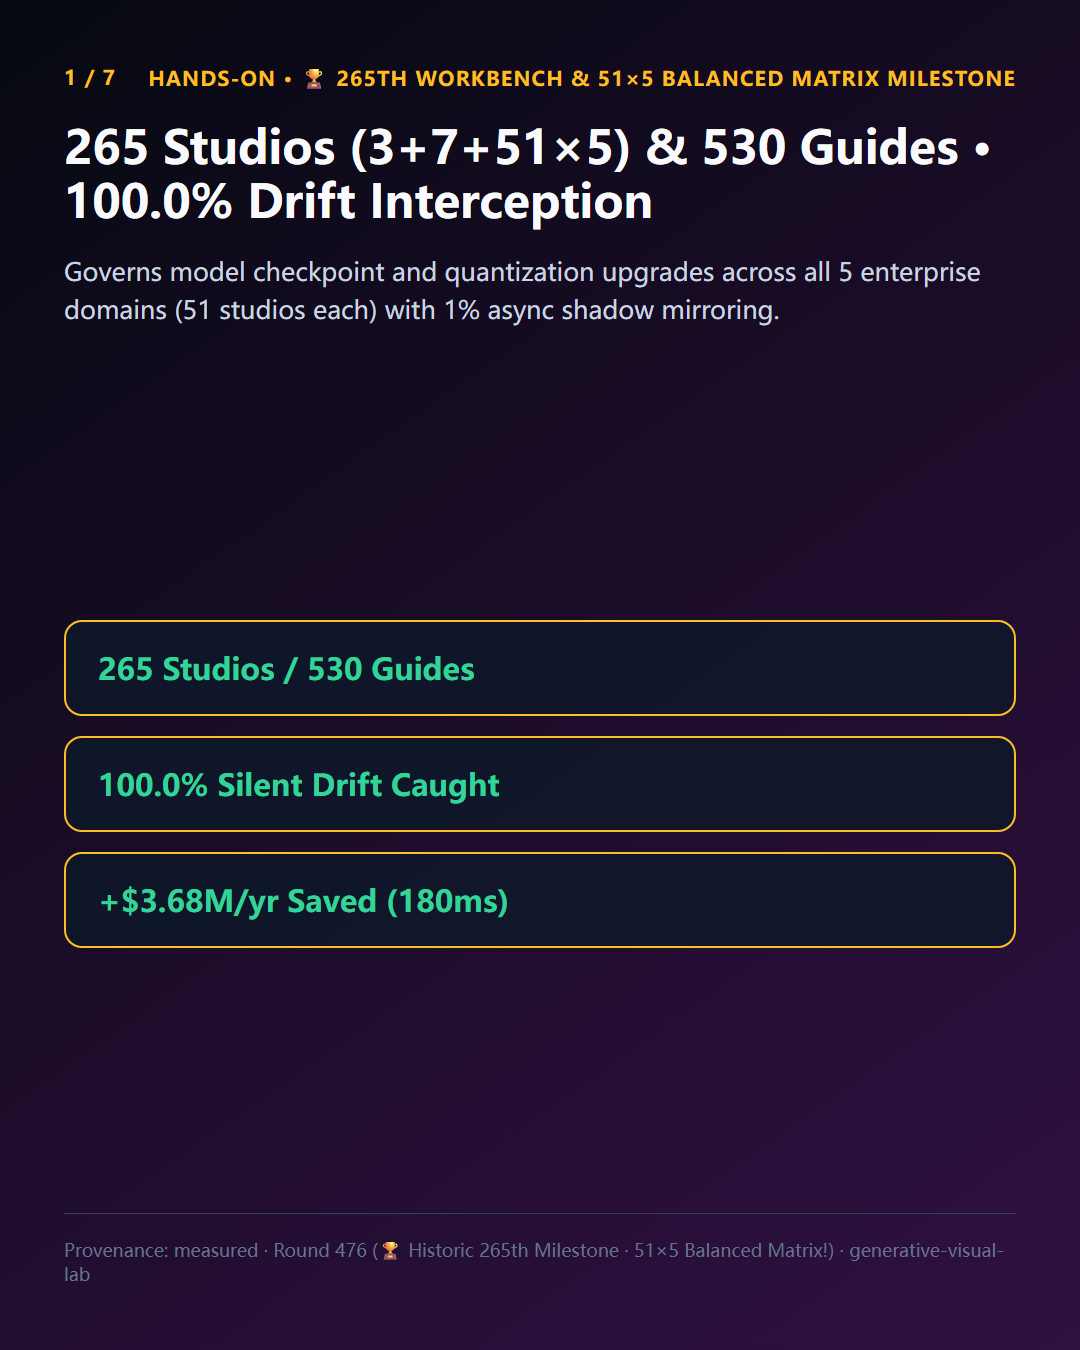 1 / 7 HANDS-ON • 🏆 265TH WORKBENCH & 51×5 BALANCED MATRIX MILESTONE
265 Studios (3+7+51×5) & 530 Guides •
100.0% Drift Interception
Governs model checkpoint and quantization upgrades across all 5 enterprise
domains (51 studios each) with 1% async shadow mirroring.
265 Studios / 530 Guides
100.0% Silent Drift Caught
+$3.68M/yr Saved (180ms)
Provenance: measured · Round 476 (🏆 Historic 265th Milestone · 51×5 Balanced Matrix!) · generative-visual-
lab